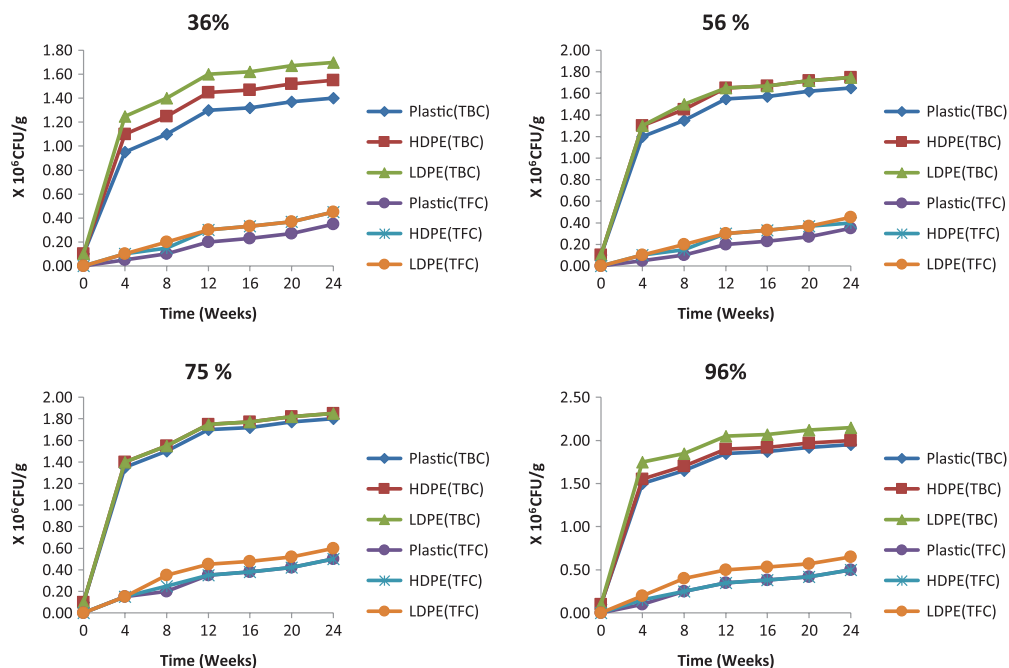 36%
X 10⁶CFU/g
1.80
1.60
1.40
1.20
1.00
0.80
0.60
0.40
0.20
0.00
0 4 8 12 16 20 24
Time (Weeks)
Plastic(TBC)
HDPE(TBC)
LDPE(TBC)
Plastic(TFC)
HDPE(TFC)
LDPE(TFC)
56 %
X 10⁶CFU/g
2.00
1.80
1.60
1.40
1.20
1.00
0.80
0.60
0.40
0.20
0.00
0 4 8 12 16 20 24
Time (Weeks)
Plastic(TBC)
HDPE(TBC)
LDPE(TBC)
Plastic(TFC)
HDPE(TFC)
LDPE(TFC)
75 %
X 10⁶CFU/g
2.00
1.80
1.60
1.40
1.20
1.00
0.80
0.60
0.40
0.20
0.00
0 4 8 12 16 20 24
Time (Weeks)
Plastic(TBC)
HDPE(TBC)
LDPE(TBC)
Plastic(TFC)
HDPE(TFC)
LDPE(TFC)
96%
X 10⁶CFU/g
2.50
2.00
1.50
1.00
0.50
0.00
0 4 8 12 16 20 24
Time (Weeks)
Plastic(TBC)
HDPE(TBC)
LDPE(TBC)
Plastic(TFC)
HDPE(TFC)
LDPE(TFC)